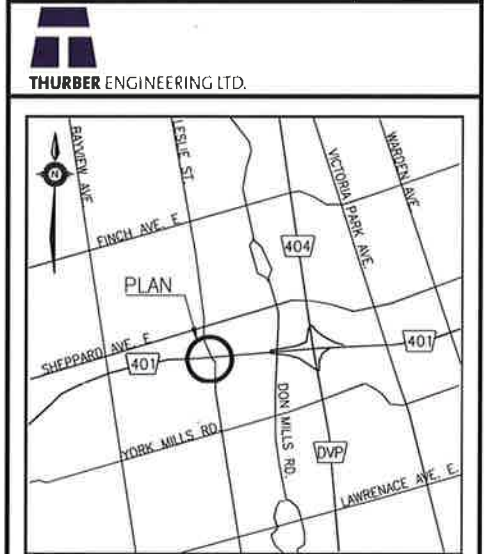 THURBER ENGINEERING LTD.
BAYVIEW AVE.
LESLIE ST.
VICTORIA PARK AVE.
WARDEN AVE.
N
FINCH AVE. E.
404
PLAN
SHEPPARD AVE. E.
401
401
DON MILLS RD.
YORK MILLS RD.
DVP
LAWRENACE AVE. E.